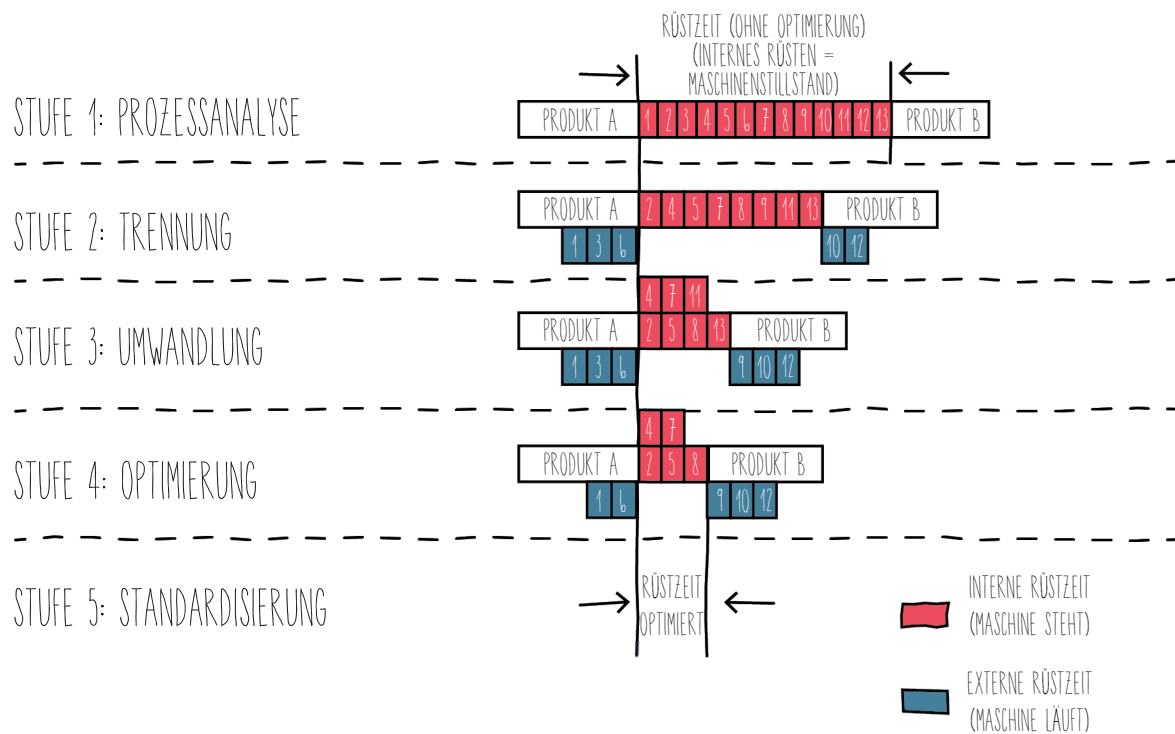 RÜSTZEIT (OHNE OPTIMIERUNG)
(INTERNES RÜSTEN =
MASCHINENSTILLSTAND)
STUFE 1: PROZESSANALYSE
PRODUKT A 1 2 3 4 5 6 7 8 9 10 11 12 13 PRODUKT B
STUFE 2: TRENNUNG
PRODUKT A 2 4 5 7 8 9 11 13 PRODUKT B
1 3 6 10 12
4 7 11
STUFE 3: UMWANDLUNG
PRODUKT A 2 5 8 13 PRODUKT B
1 3 6 9 10 12
4 7
STUFE 4: OPTIMIERUNG
PRODUKT A 2 5 8 PRODUKT B
1 6 9 10 12
STUFE 5: STANDARDISIERUNG
RÜSTZEIT
OPTIMIERT
INTERNE RÜSTZEIT
(MASCHINE STEHT)
EXTERNE RÜSTZEIT
(MASCHINE LÄUFT)